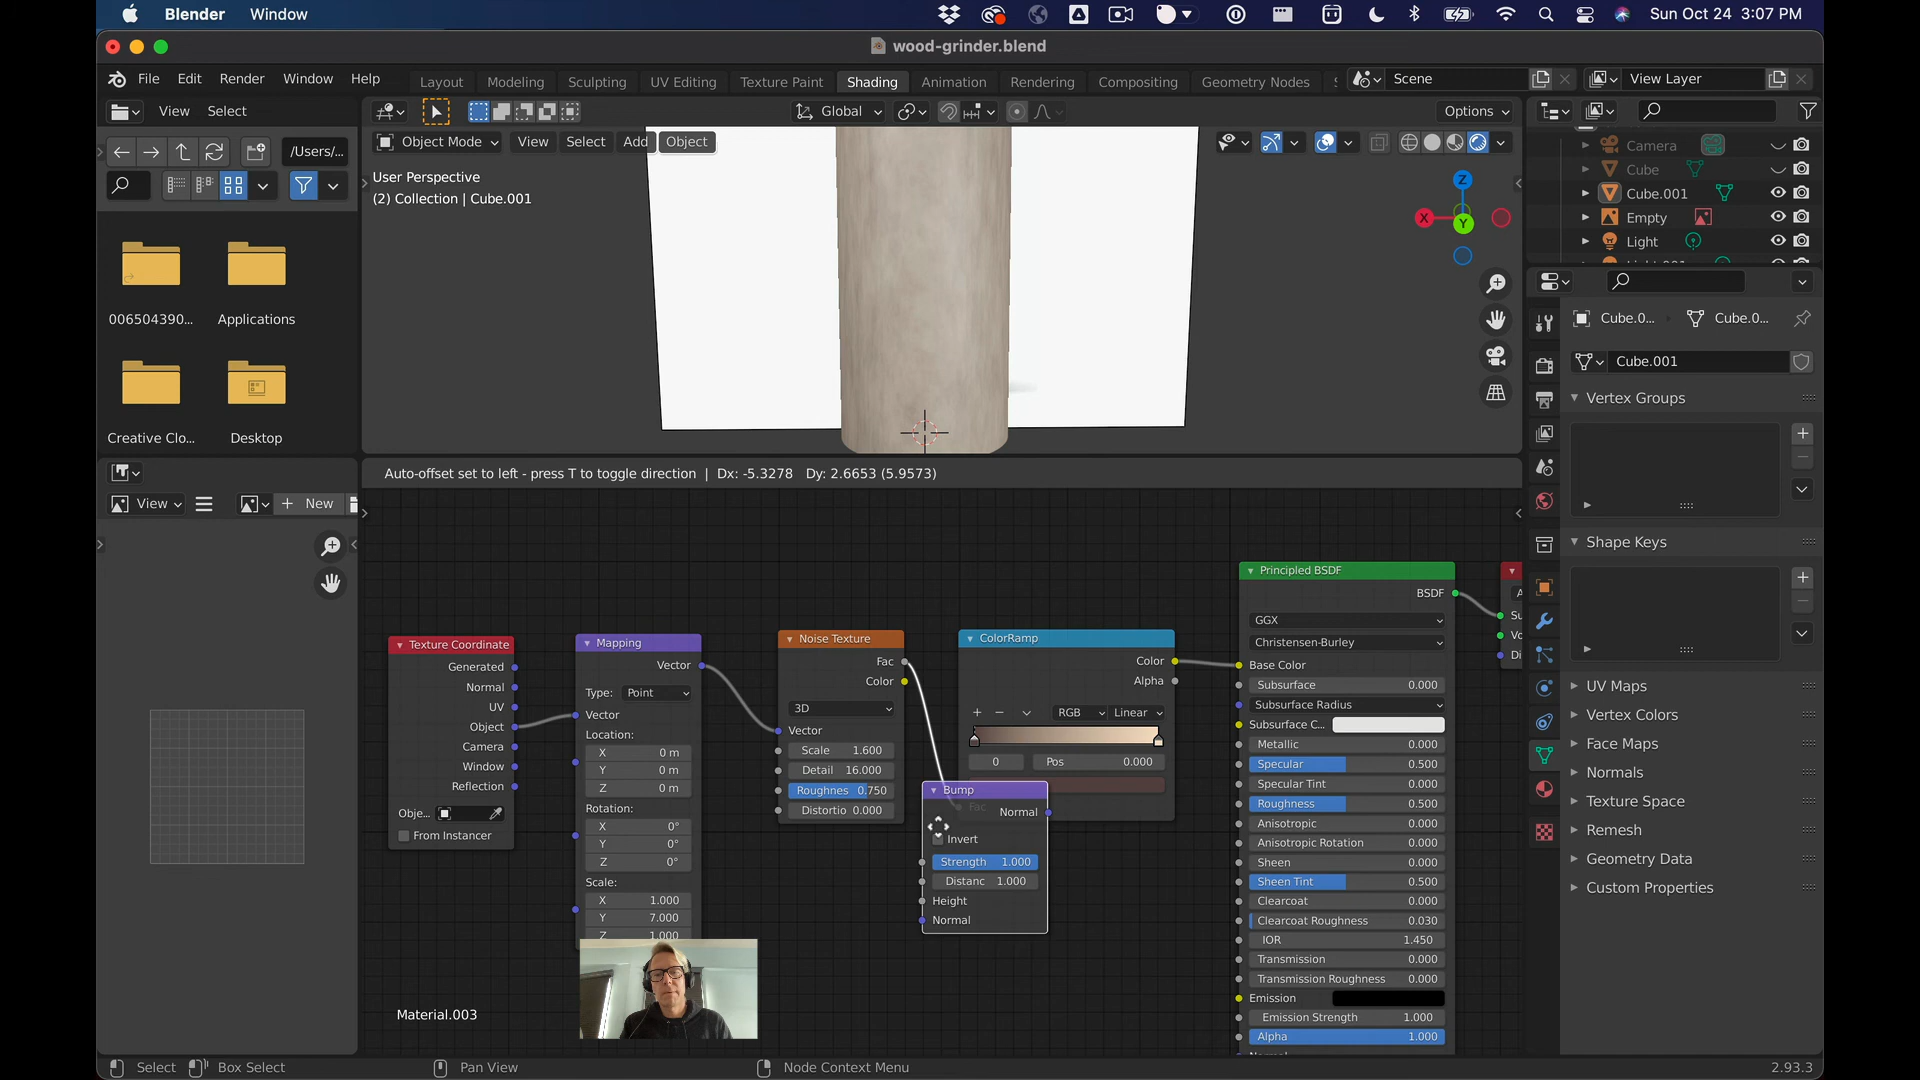 Blender Window Sun Oct 24 3:07 PM
wood-grinder.blend
File Edit Render Window Help Layout Modeling Sculpting UV Editing Texture Paint Shading Animation Rendering Compositing Geometry Nodes Scene View Layer
View Select Global Options
/Users/... Object Mode View Select Add Object
Camera
Cube
Cube.001
Empty
Light
User Perspective
(2) Collection | Cube.001
Z
X
Y
006504390... Applications
Creative Clo... Desktop
Cube.0... Cube.0...
Cube.001
Vertex Groups
Shape Keys
UV Maps
Vertex Colors
Face Maps
Normals
Texture Space
Remesh
Geometry Data
Custom Properties
Auto-offset set to left - press T to toggle direction | Dx: -5.3278 Dy: 2.6653 (5.9573)
View New
Texture Coordinate
Generated
Normal
UV
Object
Camera
Window
Reflection
Obje...
From Instancer
Mapping
Vector
Type: Point
Vector
Location:
X 0 m
Y 0 m
Z 0 m
Rotation:
X 0°
Y 0°
Z 0°
Scale:
X 1.000
Y 7.000
Z 1.000
Noise Texture
Fac
Color
3D
Vector
Scale 1.600
Detail 16.000
Roughnes 0.750
Distortio 0.000
ColorRamp
Color
Alpha
RGB Linear
0 Pos 0.000
Fac
Bump
Normal
Invert
Strength 1.000
Distanc 1.000
Height
Normal
Principled BSDF
BSDF
GGX
Christensen-Burley
Base Color
Subsurface 0.000
Subsurface Radius
Subsurface C...
Metallic 0.000
Specular 0.500
Specular Tint 0.000
Roughness 0.500
Anisotropic 0.000
Anisotropic Rotation 0.000
Sheen 0.000
Sheen Tint 0.500
Clearcoat 0.000
Clearcoat Roughness 0.030
IOR 1.450
Transmission 0.000
Transmission Roughness 0.000
Emission
Emission Strength 1.000
Alpha 1.000
Material.003
Select Box Select Pan View Node Context Menu 2.93.3